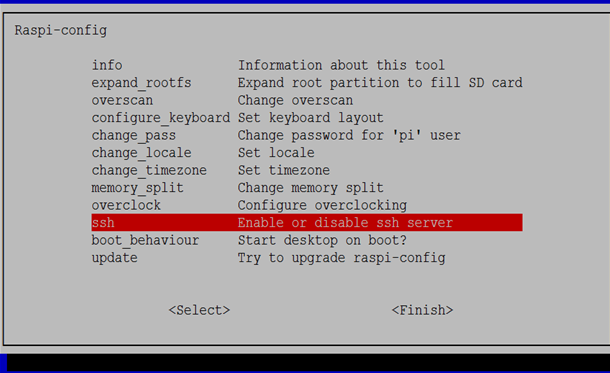 Raspi-config
info Information about this tool
expand_rootfs Expand root partition to fill SD card
overscan Change overscan
configure_keyboard Set keyboard layout
change_pass Change password for 'pi' user
change_locale Set locale
change_timezone Set timezone
memory_split Change memory split
overclock Configure overclocking
ssh Enable or disable ssh server
boot_behaviour Start desktop on boot?
update Try to upgrade raspi-config
<Select> <Finish>